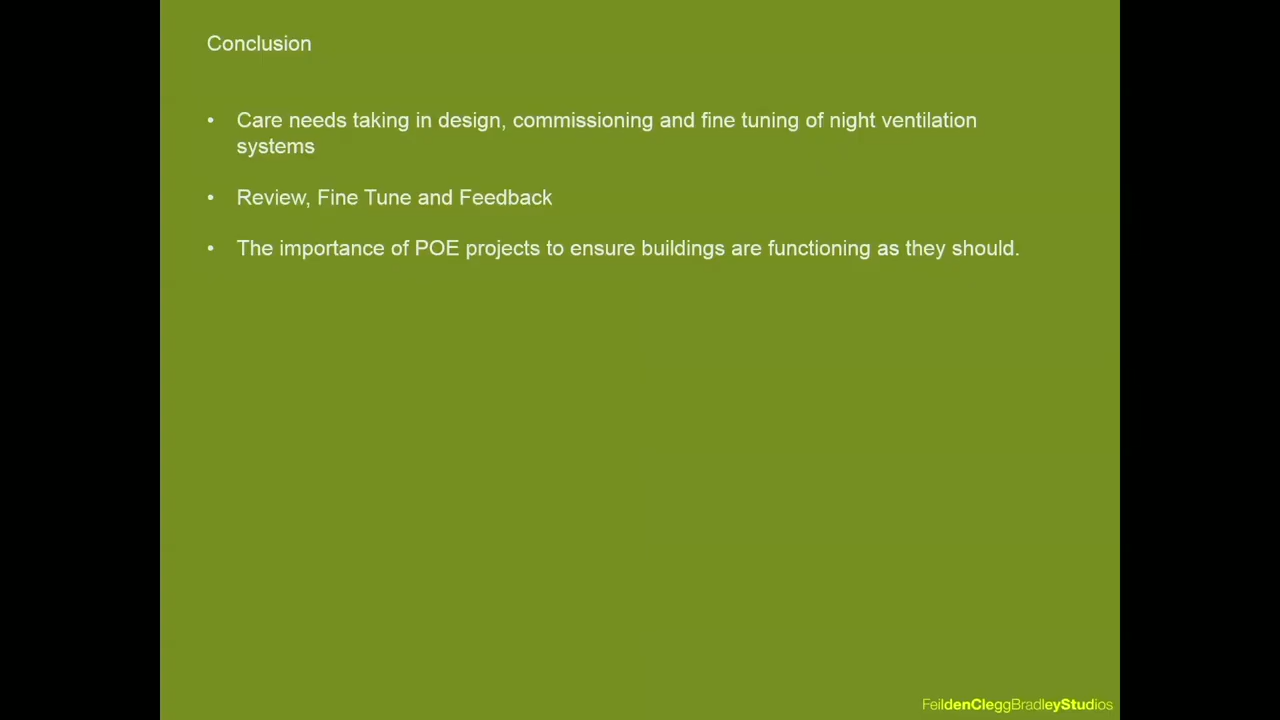 Conclusion
• Care needs taking in design, commissioning and fine tuning of night ventilation
systems
• Review, Fine Tune and Feedback
• The importance of POE projects to ensure buildings are functioning as they should.
FeildenCleggBradleyStudios